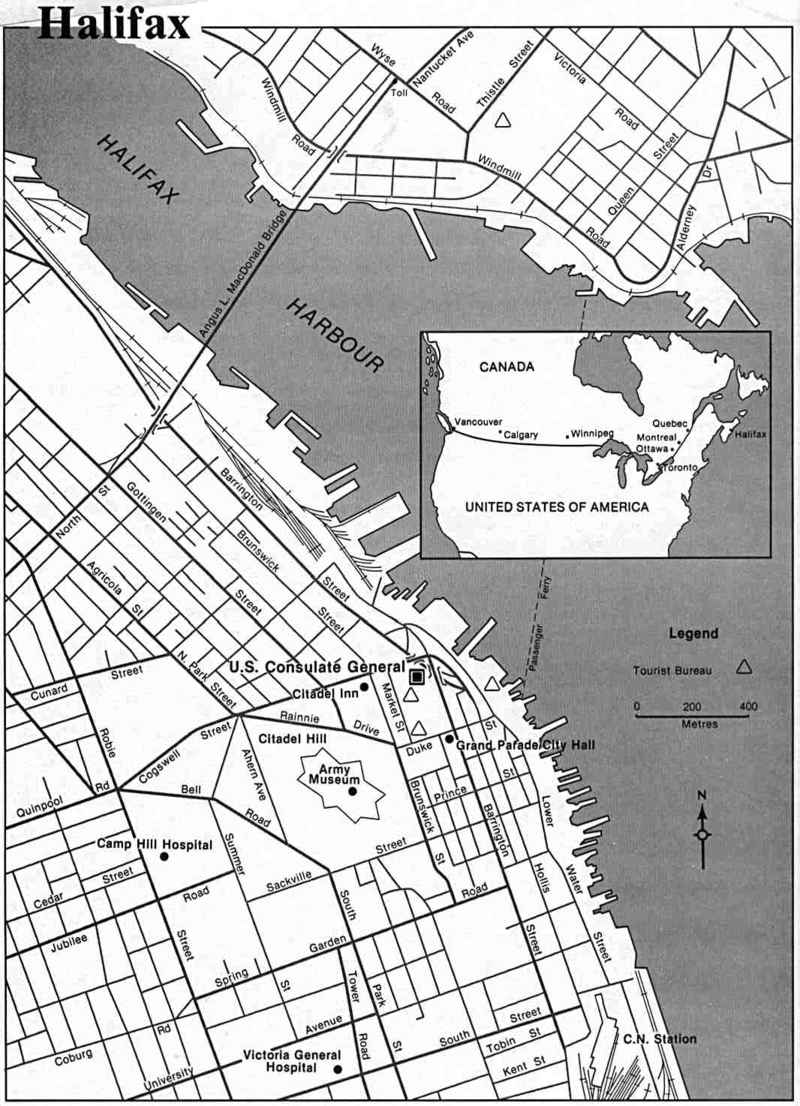 Halifax
HALIFAX
HARBOUR
Wyse
Road
Nantucket Ave
Thistle Street
Victoria
Road
Toll
Windmill
Road
Windmill
Road
Queen
Street
Alderney
Dr
Angus L. MacDonald Bridge
CANADA
Vancouver
Calgary
Winnipeg
Quebec
Montreal
Ottawa
Toronto
Halifax
UNITED STATES OF AMERICA
Passenger Ferry
Legend
Tourist Bureau
0 200 400
Metres
N
North St
Gottingen
Street
Barrington
Street
Brunswick
Street
Agricola
St
N. Park
Street
Cunard
Street
Robie
Street
U.S. Consulate General
Citadel Inn
Market St
Rainnie
Drive
Cogswell
Street
Citadel Hill
Ahern Ave
Army
Museum
Duke
St
Grand Parade/City Hall
Prince
St
Brunswick
St
Barrington
Street
Lower
Water
Street
Hollis
Quinpool
Rd
Bell
Road
Camp Hill Hospital
Summer
St
Sackville
Street
Cedar
Street
Jubilee
Road
South
Park
St
Spring
Garden
Road
Tower
Road
Coburg
Rd
University
Avenue
South
Street
Tobin St
Kent St
C.N. Station
Victoria General
Hospital